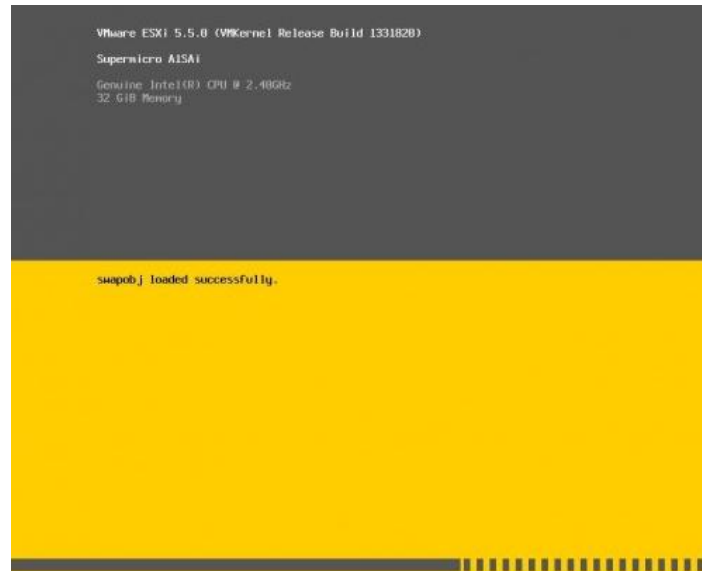 VMware ESXi 5.5.0 (VMKernel Release Build 1331820)
Supermicro A1SAi
Genuine Intel(R) CPU @ 2.40GHz
32 GiB Memory
swapobj loaded successfully.